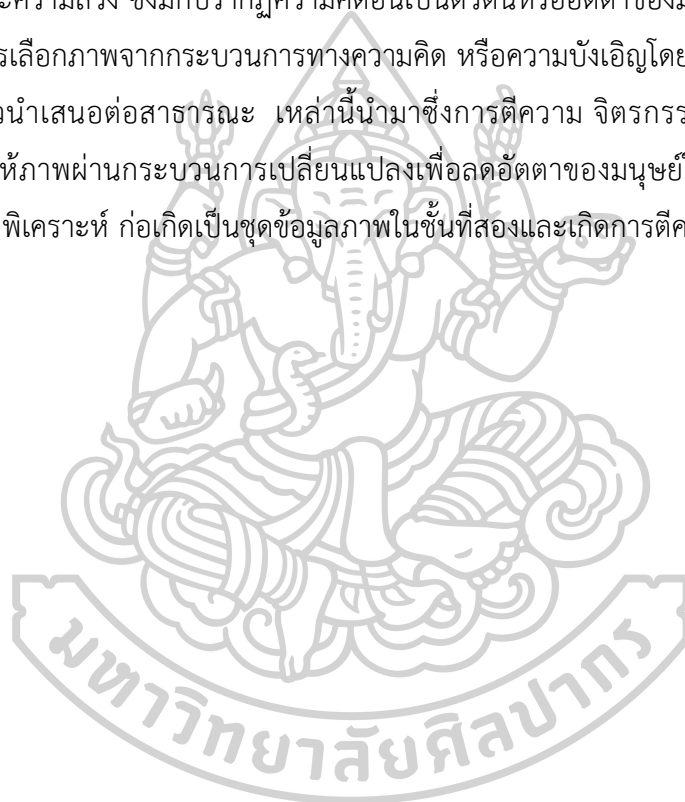 ความลวง ซึ่งมักปรากฏความคิดอันเป็นตัวตนหรืออัตตาของม
รเลือกภาพจากกระบวนการทางความคิด หรือความบังเอิญโดย
วนำเสนอต่อสาธารณะ เหล่านี้นำมาซึ่งการตีความ จิตรกรร
ห้ภาพผ่านกระบวนการเปลี่ยนแปลงเพื่อลดอัตตาของมนุษย์ใ
พิเคราะห์ ก่อเกิดเป็นชุดข้อมูลภาพในชั้นที่สองและเกิดการตีค
มหาวิทยาลัยศิลปากร